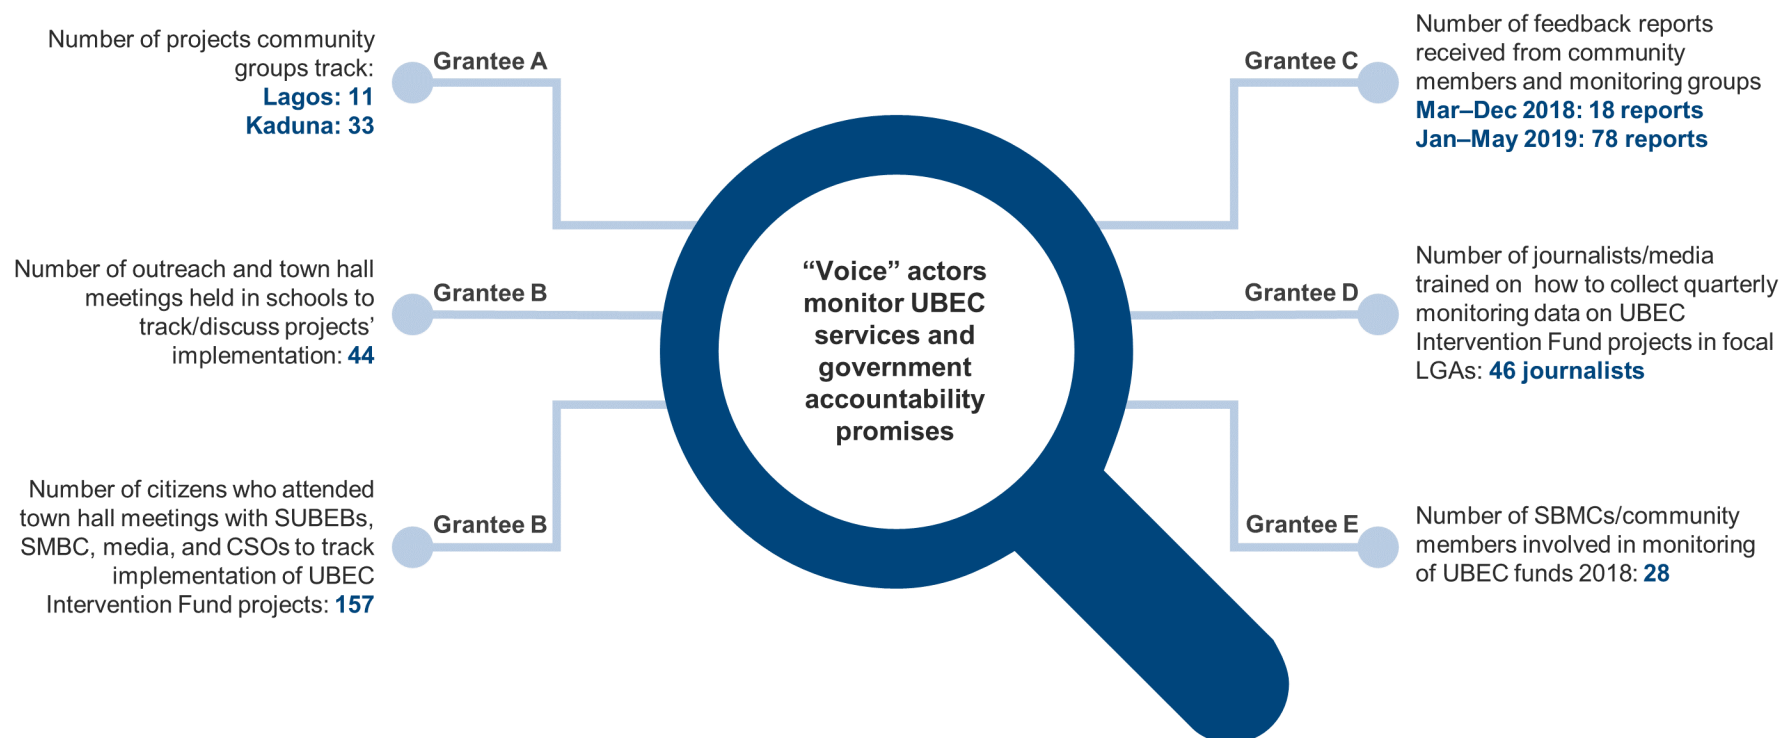 Number of projects community
groups track:
Lagos: 11
Kaduna: 33
Grantee A
Number of outreach and town hall
meetings held in schools to
track/discuss projects’
implementation: 44
Grantee B
Number of citizens who attended
town hall meetings with SUBEBs,
SMBC, media, and CSOs to track
implementation of UBEC
Intervention Fund projects: 157
Grantee B
“Voice” actors
monitor UBEC
services and
government
accountability
promises
Grantee C
Number of feedback reports
received from community
members and monitoring groups
Mar–Dec 2018: 18 reports
Jan–May 2019: 78 reports
Grantee D
Number of journalists/media
trained on how to collect quarterly
monitoring data on UBEC
Intervention Fund projects in focal
LGAs: 46 journalists
Grantee E
Number of SBMCs/community
members involved in monitoring
of UBEC funds 2018: 28